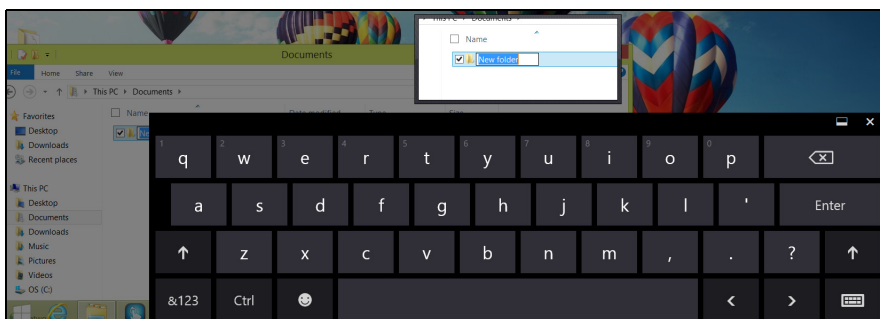 This PC ▸ Documents ▸
Name
New folder
Documents
File Home Share View
This PC ▸ Documents ▸
Name Date modified Type Size
Favorites
Desktop
Downloads
Recent places
This PC
Desktop
Documents
Downloads
Music
Pictures
Videos
OS (C:)
1 2 3 4 5 6 7 8 9 0
q w e r t y u i o p
a s d f g h j k l ' Enter
z x c v b n m , . ?
&123 Ctrl < >